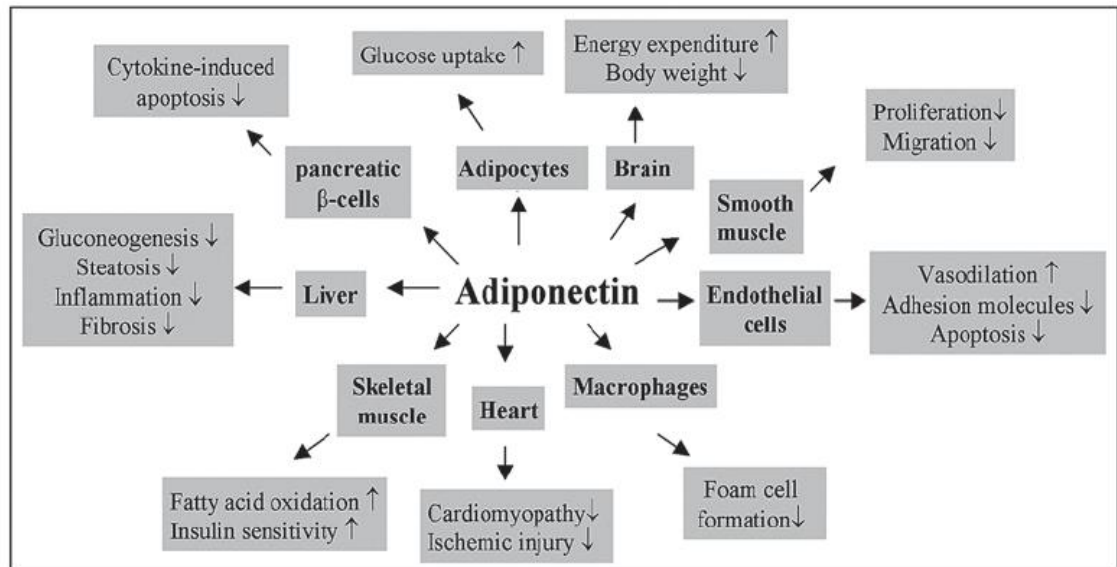 Cytokine-induced
apoptosis ↓
Glucose uptake ↑
Energy expenditure ↑
Body weight ↓
Proliferation↓
Migration ↓
pancreatic
β-cells
Adipocytes
Brain
Smooth
muscle
Gluconeogenesis ↓
Steatosis ↓
Inflammation ↓
Fibrosis ↓
Liver
Adiponectin
Endothelial
cells
Vasodilation ↑
Adhesion molecules ↓
Apoptosis ↓
Skeletal
muscle
Heart
Macrophages
Fatty acid oxidation ↑
Insulin sensitivity ↑
Cardiomyopathy↓
Ischemic injury ↓
Foam cell
formation↓